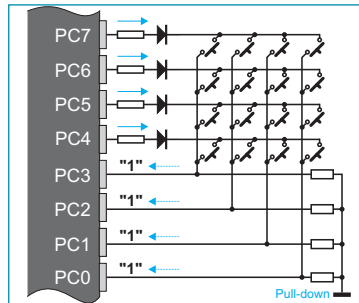 PC7
PC6
PC5
PC4
PC3 "1"
PC2 "1"
PC1 "1"
PC0 "1"
Pull-down